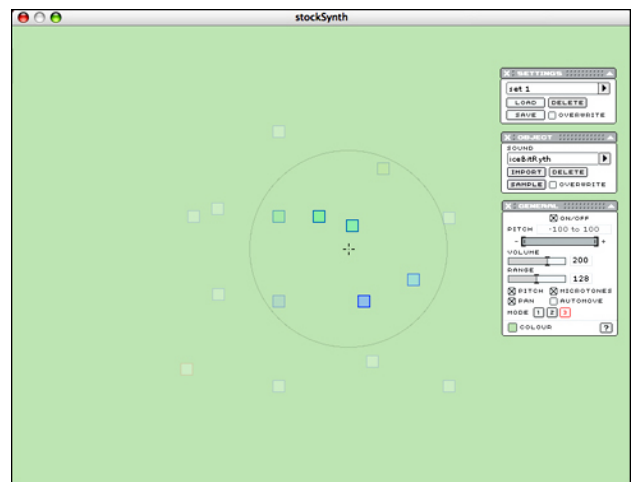 stockSynth
SETTINGS
set 1
LOAD DELETE
SAVE OVERWRITE
OBJECT
SOUND
iceBitRyth
IMPORT DELETE
SAMPLE OVERWRITE
GENERAL
ON/OFF
PITCH -100 to 100
- +
VOLUME
200
RANGE
128
PITCH MICROTONES
PAN AUTOMOVE
MODE 1 2 3
COLOUR ?